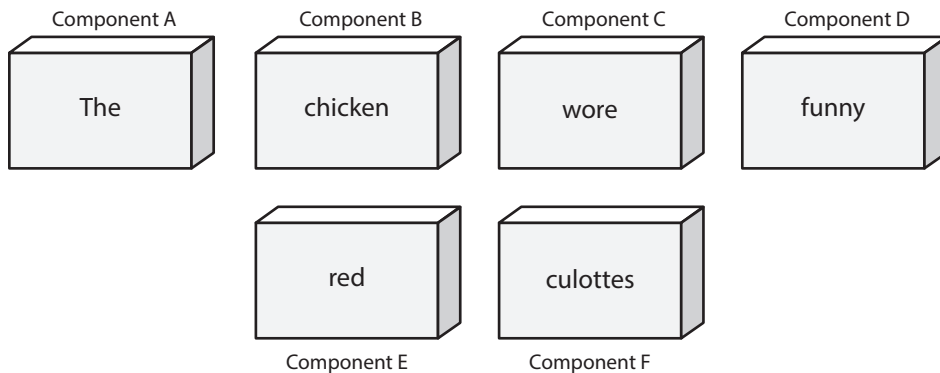 Component A Component B Component C Component D
The chicken wore funny
red culottes
Component E Component F